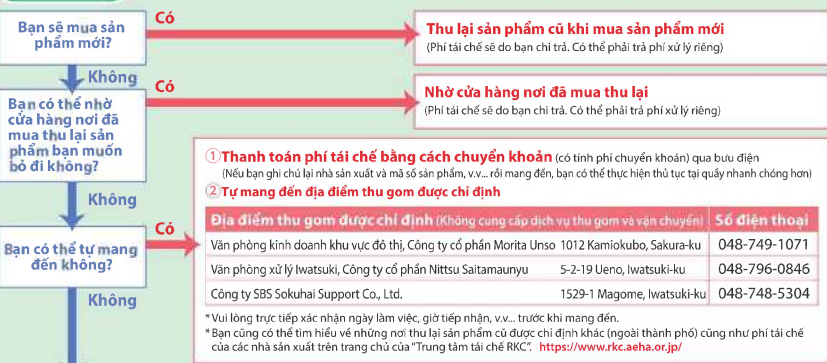 Bạn sẽ mua sản
phẩm mới?
Có
Thu lại sản phẩm cũ khi mua sản phẩm mới
(Phí tái chế sẽ do bạn chi trả. Có thể phải trả phí xử lý riêng)
Không
Bạn có thể nhờ
cửa hàng nơi đã
mua thu lại sản
phẩm bạn muốn
bỏ đi không?
Có
Nhờ cửa hàng nơi đã mua thu lại
(Phí tái chế sẽ do bạn chi trả. Có thể phải trả phí xử lý riêng)
Không
Bạn có thể tự mang
đến không?
Có
①Thanh toán phí tái chế bằng cách chuyển khoản (có tính phí chuyển khoản) qua bưu điện
(Nếu bạn ghi chú lại nhà sản xuất và mã số sản phẩm, v.v... rồi mang đến, bạn có thể thực hiện thủ tục tại quầy nhanh chóng hơn)
②Tự mang đến địa điểm thu gom được chỉ định
Địa điểm thu gom được chỉ định (Không cung cấp dịch vụ thu gom và vận chuyển) Số điện thoại
Văn phòng kinh doanh khu vực đô thị, Công ty cổ phần Morita Unso 1012 Kamiokubo, Sakura-ku 048-749-1071
Văn phòng xử lý Iwatsuki, Công ty cổ phần Nittsu Saitamaunyu 5-2-19 Ueno, Iwatsuki-ku 048-796-0846
Công ty SBS Sokuhai Support Co., Ltd. 1529-1 Magome, Iwatsuki-ku 048-748-5304
*Vui lòng trực tiếp xác nhận ngày làm việc, giờ tiếp nhận, v.v... trước khi mang đến.
*Bạn cũng có thể tìm hiểu về những nơi thu lại sản phẩm cũ được chỉ định khác (ngoài thành phố) cũng như phí tái chế
của các nhà sản xuất trên trang chủ của "Trung tâm tái chế RKC". https://www.rkc.aeha.or.jp/
Không